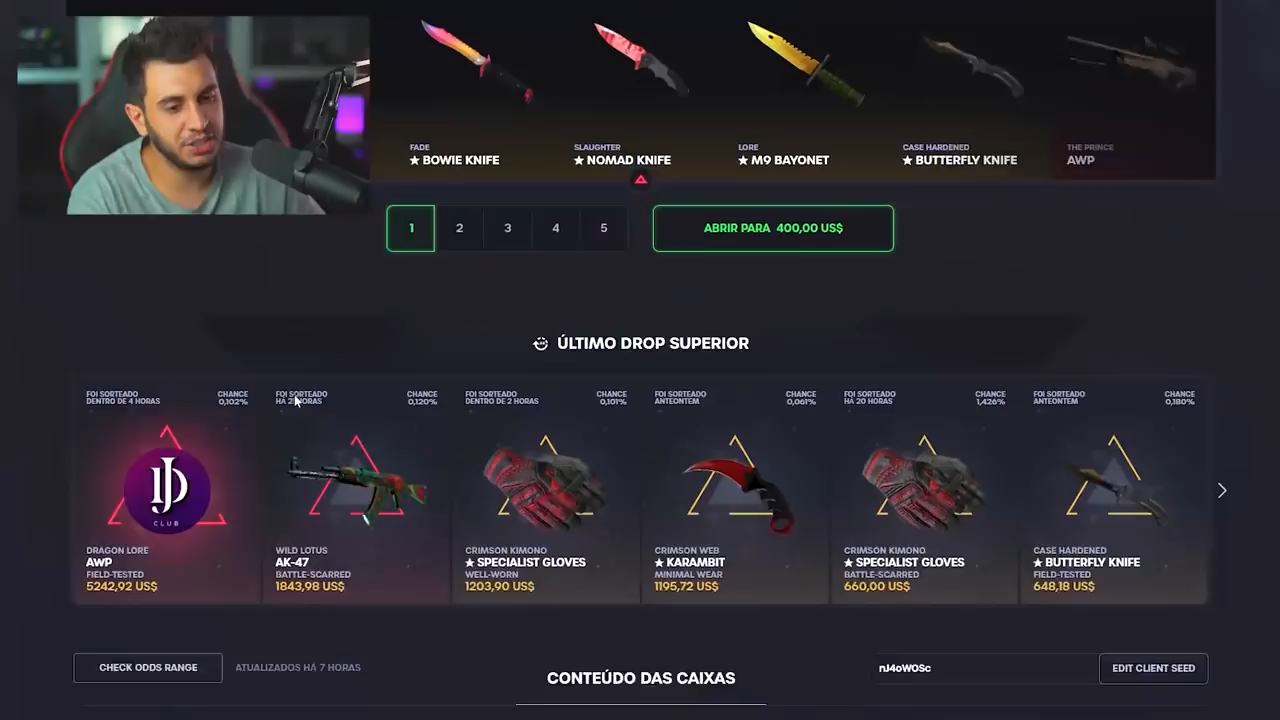 FADE
★ BOWIE KNIFE
SLAUGHTER
★ NOMAD KNIFE
LORE
★ M9 BAYONET
CASE HARDENED
★ BUTTERFLY KNIFE
THE PRINCE
AWP
1 2 3 4 5
ABRIR PARA 400,00 US$
ÚLTIMO DROP SUPERIOR
FOI SORTEADO
DENTRO DE 4 HORAS
CHANCE
0,102%
JD
CLUB
DRAGON LORE
AWP
FIELD-TESTED
5242,92 US$
FOI SORTEADO
CHANCE
0,120%
WILD LOTUS
AK-47
BATTLE-SCARRED
1843,98 US$
FOI SORTEADO
DENTRO DE 2 HORAS
CHANCE
0,101%
CRIMSON KIMONO
★ SPECIALIST GLOVES
WELL-WORN
1203,90 US$
FOI SORTEADO
ANTEONTEM
CHANCE
0,061%
CRIMSON WEB
★ KARAMBIT
MINIMAL WEAR
1195,72 US$
FOI SORTEADO
HÁ 20 HORAS
CHANCE
1,426%
CRIMSON KIMONO
★ SPECIALIST GLOVES
BATTLE-SCARRED
660,00 US$
FOI SORTEADO
ANTEONTEM
CHANCE
0,180%
CASE HARDENED
★ BUTTERFLY KNIFE
FIELD-TESTED
648,18 US$
CHECK ODDS RANGE
ATUALIZADOS HÁ 7 HORAS
CONTEÚDO DAS CAIXAS
nJ4oWOSc
EDIT CLIENT SEED